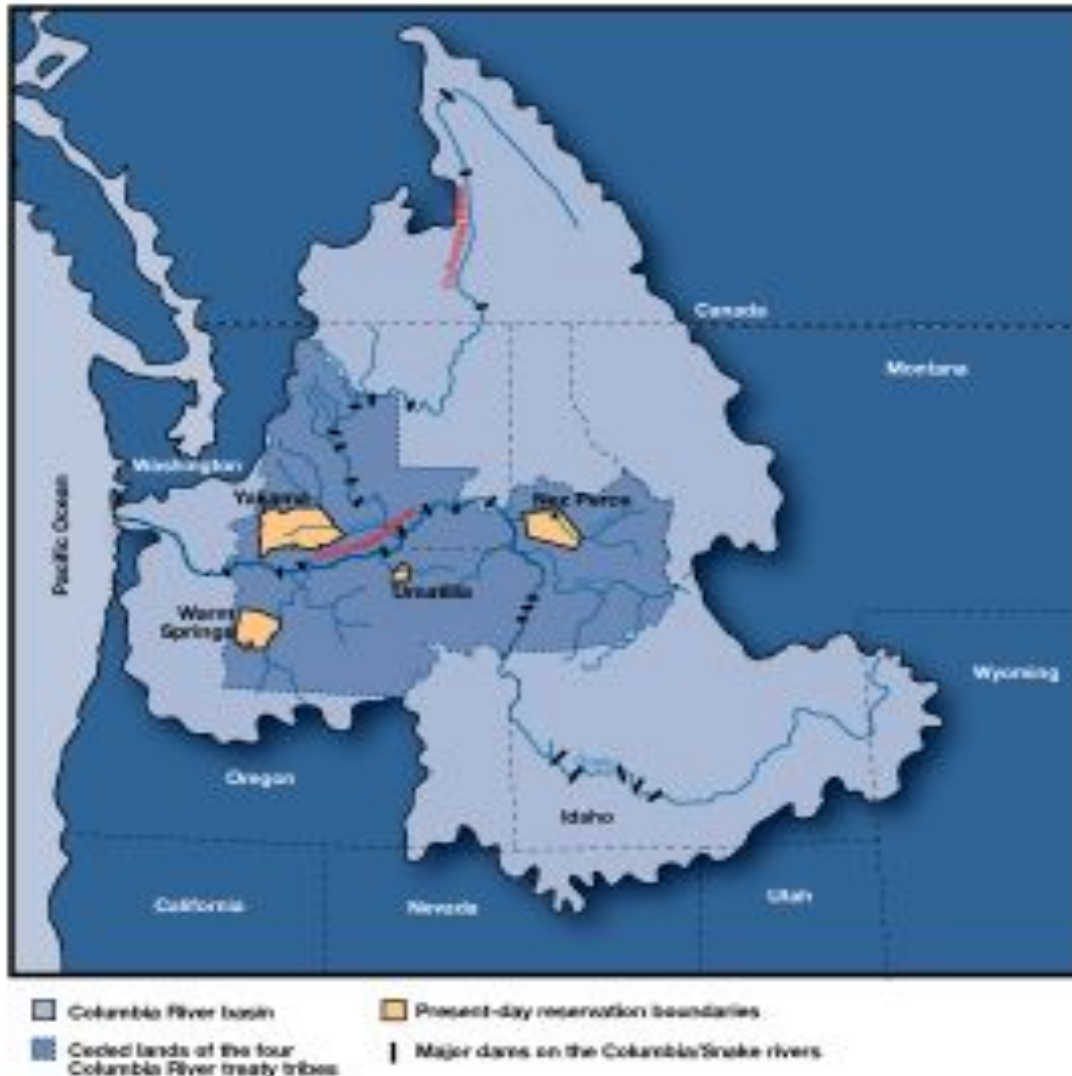 Canada
Montana
Washington
Yakama
Nez Perce
Pacific Ocean
Umatilla
Warm
Springs
Wyoming
Oregon
Idaho
California
Nevada
Utah
Columbia River basin
Present-day reservation boundaries
Ceded lands of the four
Columbia River treaty tribes
Major dams on the Columbia/Snake rivers